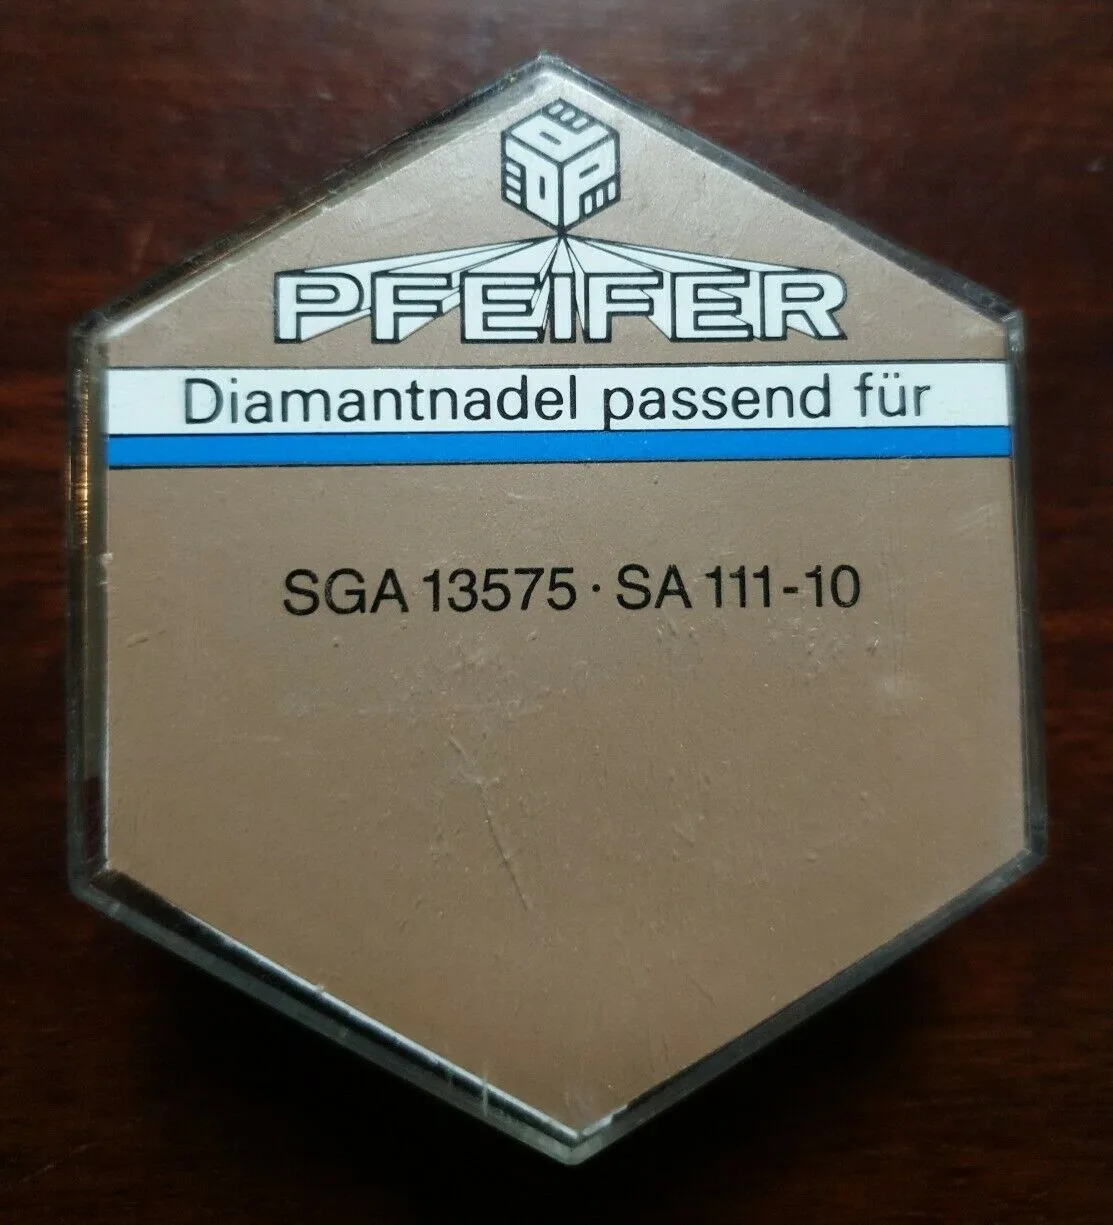 PFEIFER
Diamantnadel passend für
SGA 13575 · SA 111-10